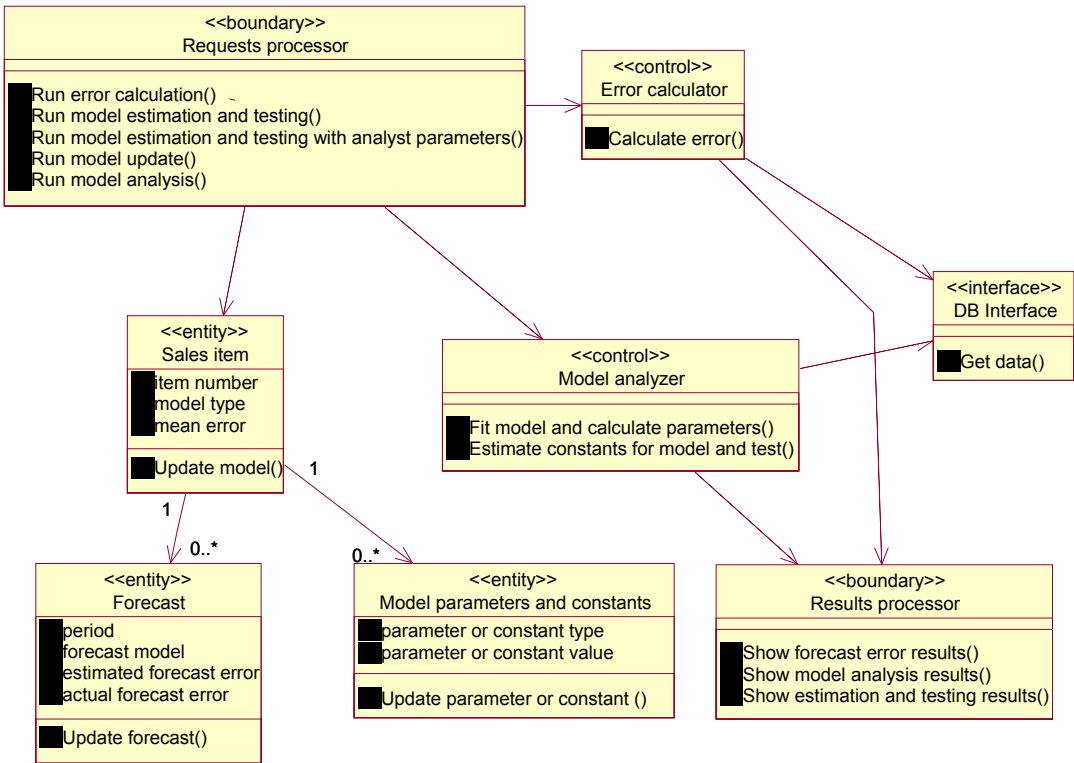 <<boundary>>
Requests processor
Run error calculation()
Run model estimation and testing()
Run model estimation and testing with analyst parameters()
Run model update()
Run model analysis()
<<control>>
Error calculator
Calculate error()
<<interface>>
DB Interface
Get data()
<<entity>>
Sales item
item number
model type
mean error
Update model()
<<control>>
Model analyzer
Fit model and calculate parameters()
Estimate constants for model and test()
1
1
0..*
0..*
<<entity>>
Forecast
period
forecast model
estimated forecast error
actual forecast error
Update forecast()
<<entity>>
Model parameters and constants
parameter or constant type
parameter or constant value
Update parameter or constant ()
<<boundary>>
Results processor
Show forecast error results()
Show model analysis results()
Show estimation and testing results()